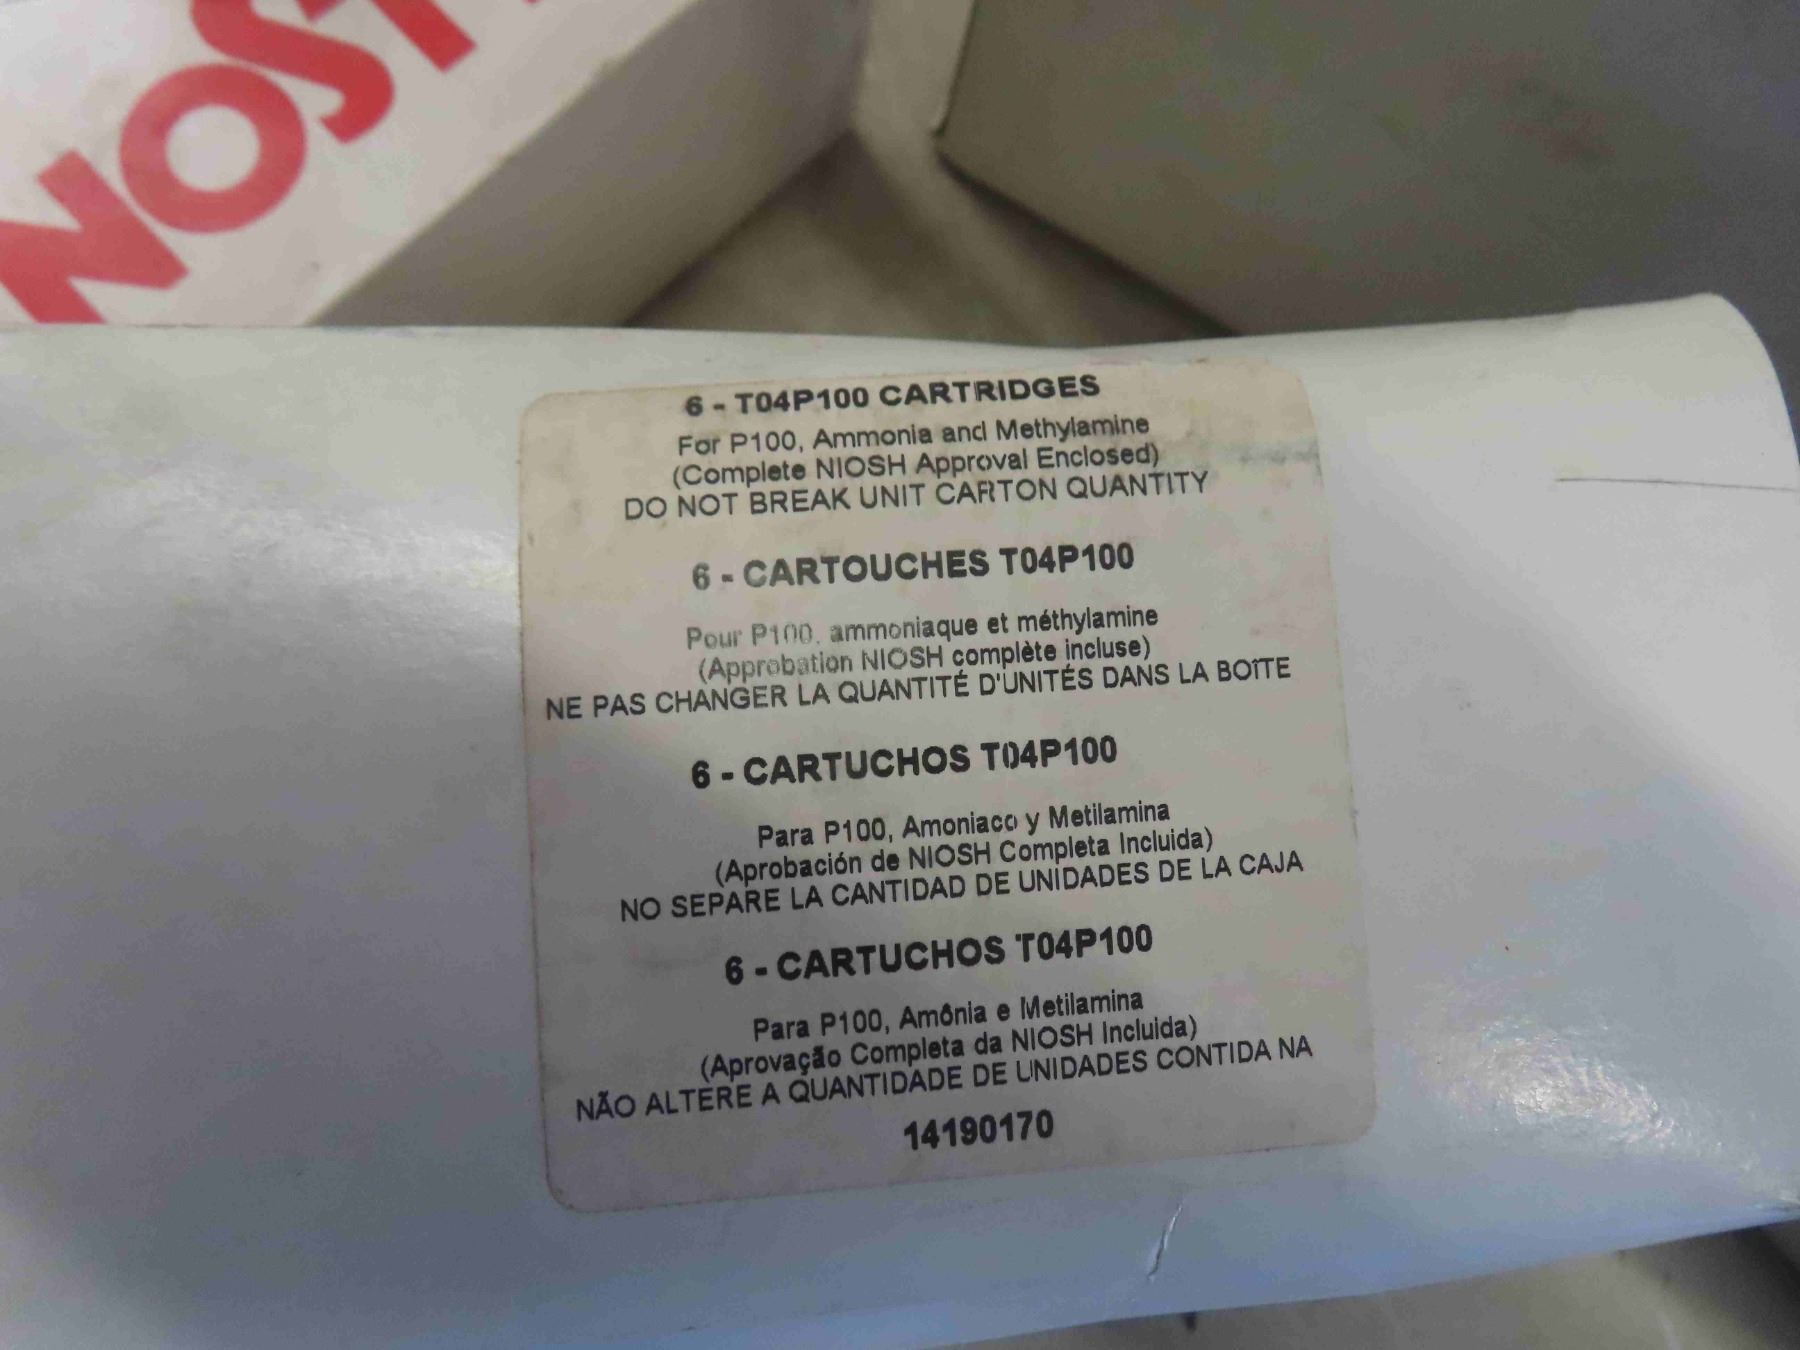 NOST
6 - T04P100 CARTRIDGES
For P100, Ammonia and Methylamine
(Complete NIOSH Approval Enclosed)
DO NOT BREAK UNIT CARTON QUANTITY
6 - CARTOUCHES T04P100
Pour P100, ammoniaque et méthylamine
(Approbation NIOSH complète incluse)
NE PAS CHANGER LA QUANTITÉ D'UNITÉS DANS LA BOÎTE
6 - CARTUCHOS T04P100
Para P100, Amoniaco y Metilamina
(Aprobación de NIOSH Completa Incluida)
NO SEPARE LA CANTIDAD DE UNIDADES DE LA CAJA
6 - CARTUCHOS T04P100
Para P100, Amônia e Metilamina
(Aprovação Completa da NIOSH Incluida)
NÃO ALTERE A QUANTIDADE DE UNIDADES CONTIDA NA
14190170